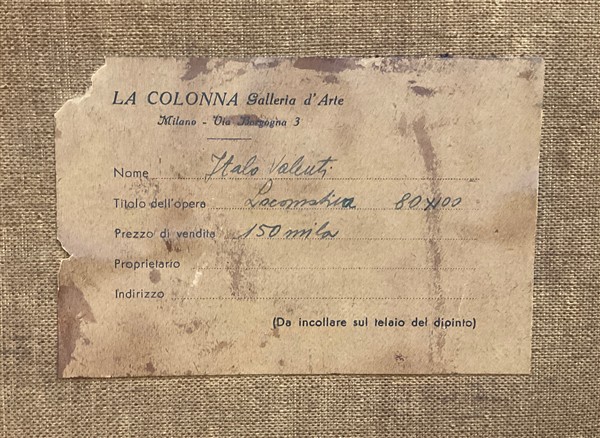 LA COLONNA Galleria d'Arte
Milano - Via Borgogna 3
Nome Italo Valenti
Titolo dell'opera Locomotiva 80x100
Prezzo di vendita 150 mila
Proprietario
Indirizzo
(Da incollare sul telaio del dipinto)